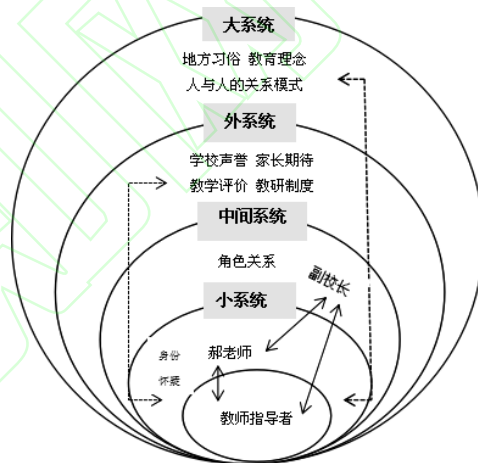 大系统
地方习俗 教育理念
人与人的关系模式
外系统
学校声誉 家长期待
教学评价 教研制度
中间系统
角色关系
副校长
小系统
身份
郝老师
怀疑
教师指导者